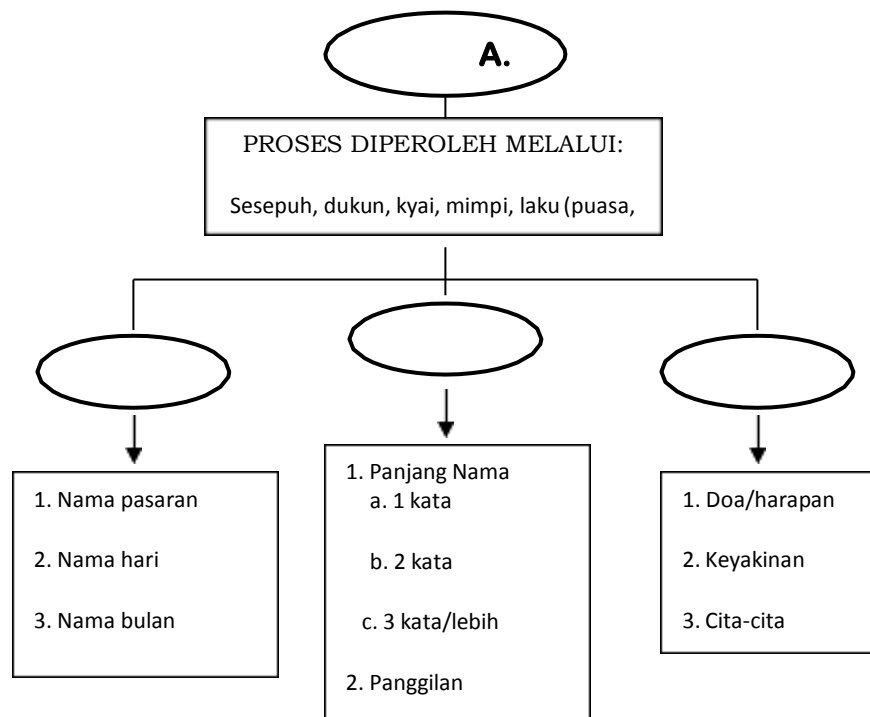 A.
PROSES DIPEROLEH MELALUI:
Sesepuh, dukun, kyai, mimpi, laku (puasa,
1. Nama pasaran
2. Nama hari
3. Nama bulan
1. Panjang Nama
a. 1 kata
b. 2 kata
c. 3 kata/lebih
2. Panggilan
1. Doa/harapan
2. Keyakinan
3. Cita-cita